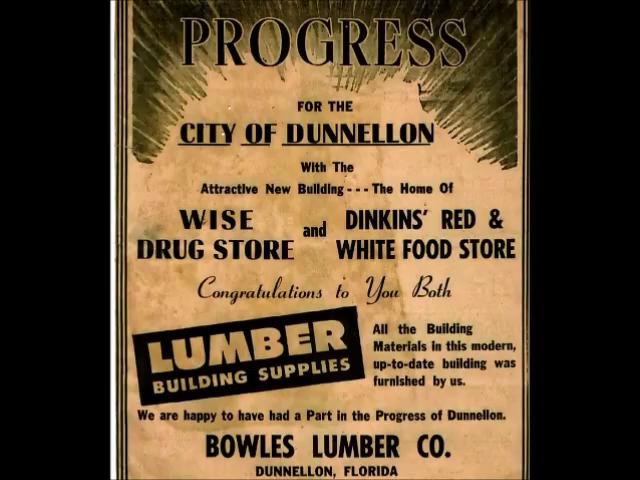 PROGRESS
FOR THE
CITY OF DUNNELLON
With The
Attractive New Building---The Home Of
WISE DRUG STORE and DINKINS' RED & WHITE FOOD STORE
Congratulations to You Both
LUMBER
BUILDING SUPPLIES
All the Building
Materials in this modern,
up-to-date building was
furnished by us.
We are happy to have had a Part in the Progress of Dunnellon.
BOWLES LUMBER CO.
DUNNELLON, FLORIDA